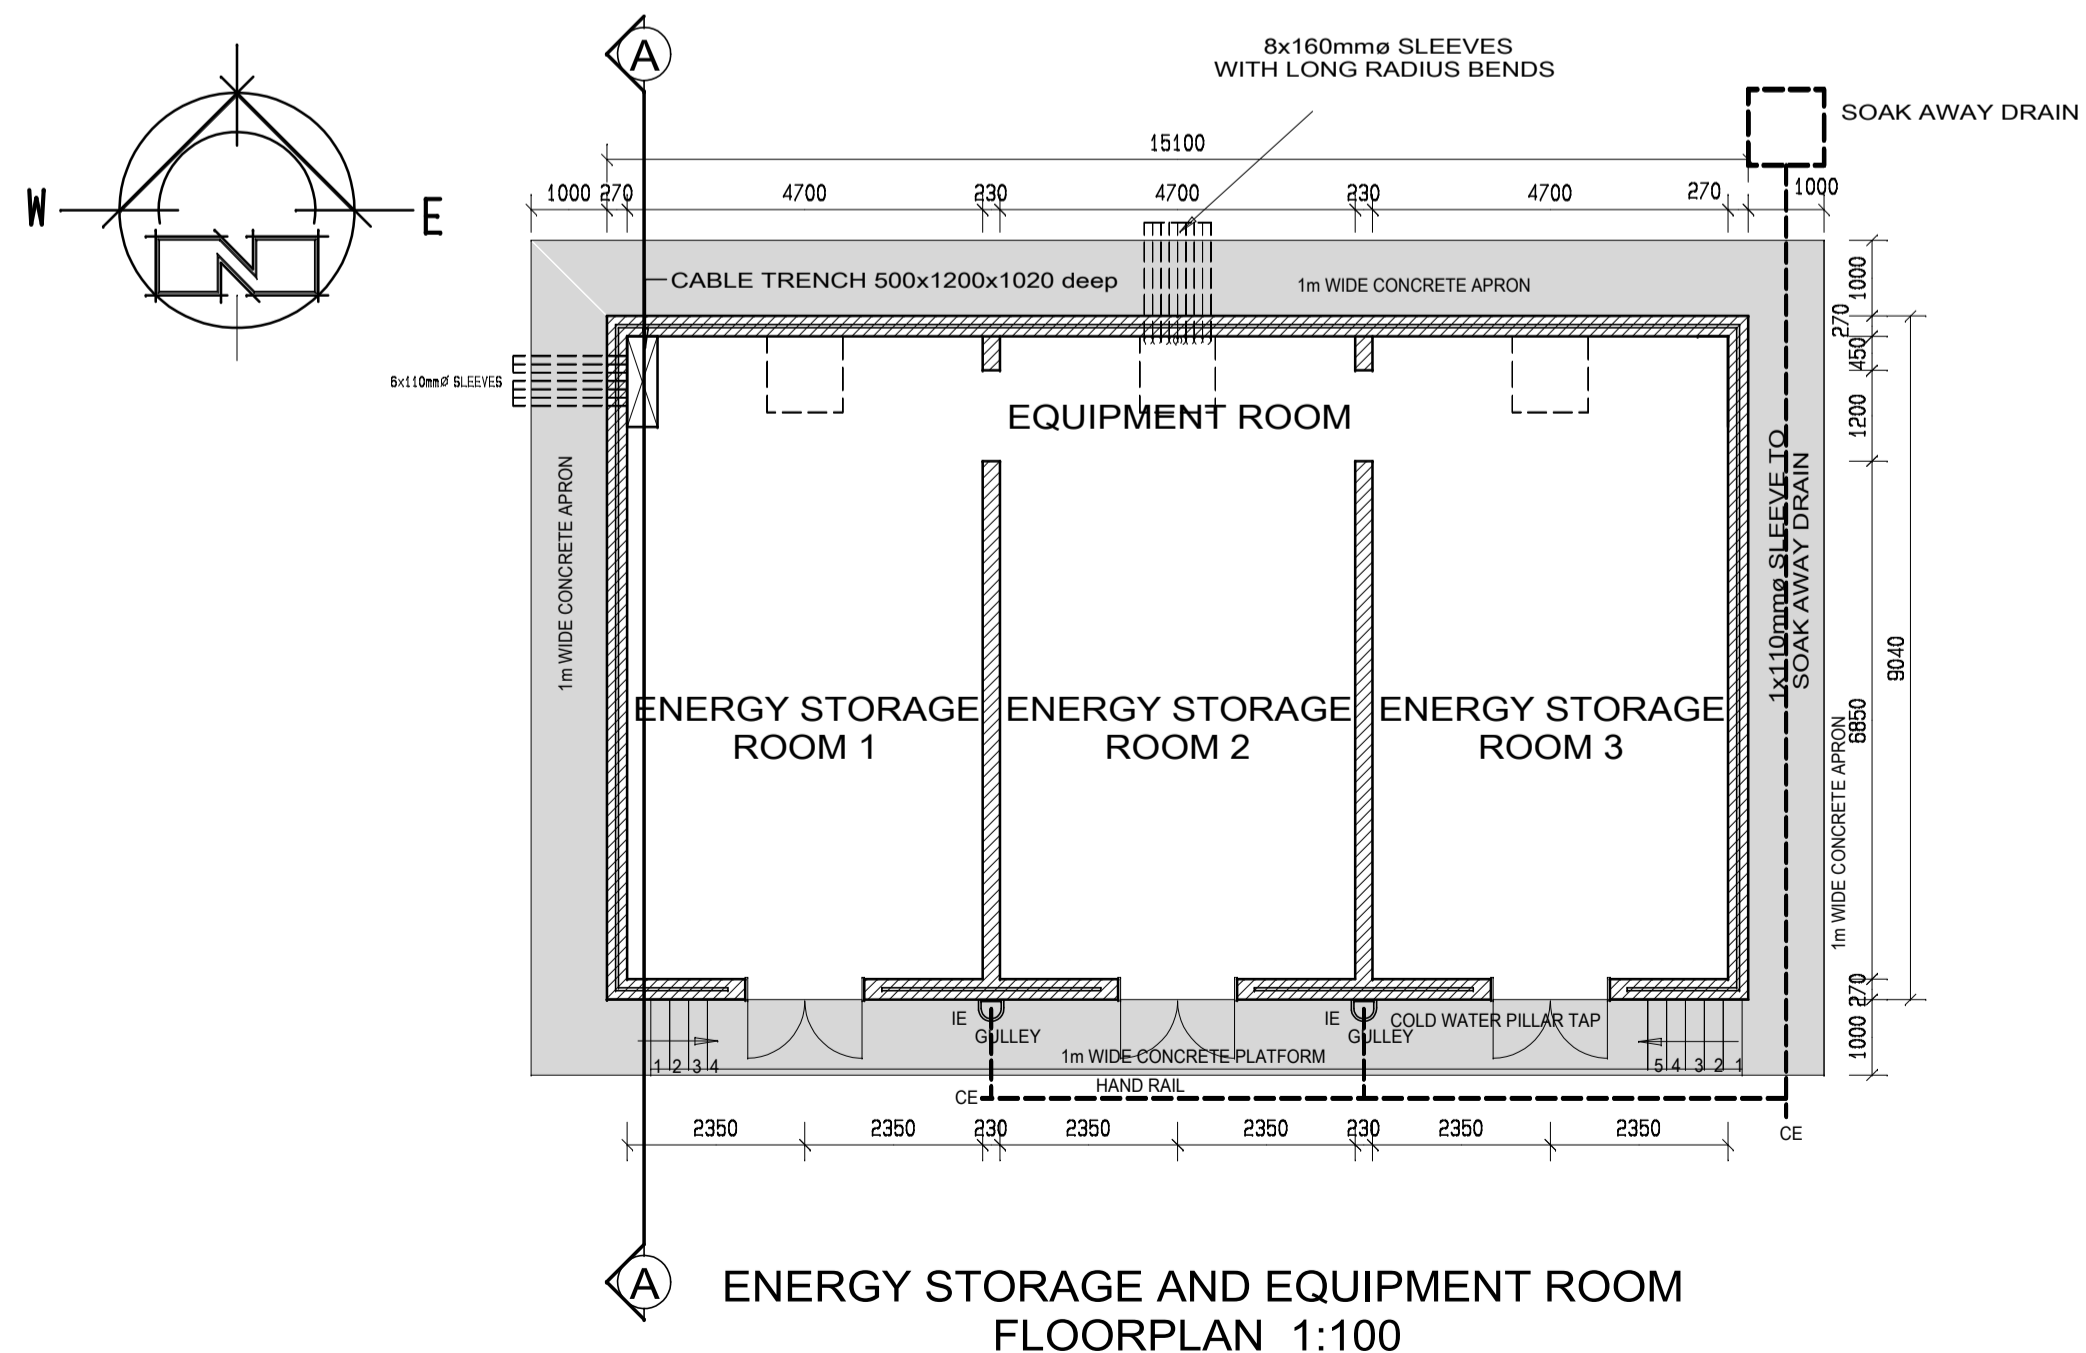 A
8x160mmø SLEEVES
WITH LONG RADIUS BENDS
SOAK AWAY DRAIN
15100
1000 270 4700 230 4700 230 4700 270 1000
W E
N
CABLE TRENCH 500x1200x1020 deep
1m WIDE CONCRETE APRON
1000
270
450
1200
6x110mmØ SLEEVES
EQUIPMENT ROOM
1m WIDE CONCRETE APRON
1x110mmø SLEEVE TO
SOAK AWAY DRAIN
9040
6850
1m WIDE CONCRETE APRON
ENERGY STORAGE
ROOM 1
ENERGY STORAGE
ROOM 2
ENERGY STORAGE
ROOM 3
270
1000
IE
GULLEY
IE
GULLEY
COLD WATER PILLAR TAP
1m WIDE CONCRETE PLATFORM
1 2 3 4
5 4 3 2 1
HAND RAIL
CE
CE
2350 2350 230 2350 2350 230 2350 2350
A
ENERGY STORAGE AND EQUIPMENT ROOM
FLOORPLAN 1:100